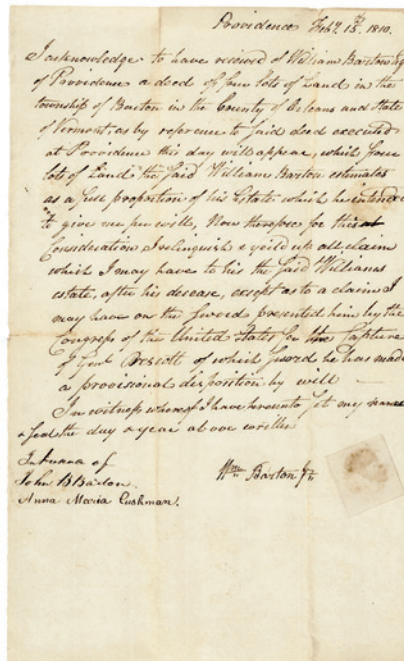 Providence Feby. 13th. 1810.
I acknowledge to have received of William Barton Esq
of Providence a deed of four lots of Land in the
township of Barton in the County of Orleans and State
of Vermont; as by reference to said deed executed
at Providence this day will appear, which four
lots of Land the said William Barton estimates
as a full proportion of his Estate which he intended
to give me per will, Now therefore for this
Consideration I relinquish & yeild up all claim
which I may have to his the said Williams
estate, after his decease, except as to a claim I
may have on the sword presented him by the
Congress of the United States for the Capture
of Genl. Prescott of which sword he has made
a provisional disposition by will —
In witness whereof I have hereunto set my name
& seal the day & year above written
of
John B Barton.
Anna Maria Cushman.
Wm. Barton Jr.